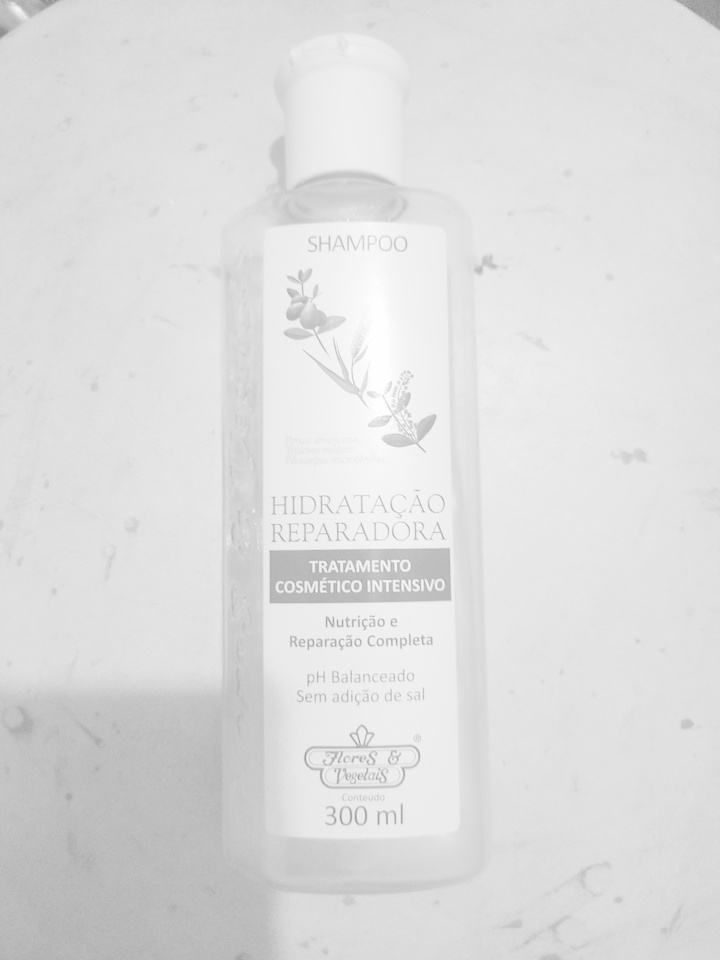 SHAMPOO
HIDRATAÇÃO
REPARADORA
TRATAMENTO
COSMÉTICO INTENSIVO
Nutrição e
Reparação Completa
pH Balanceado
Sem adição de sal
Flores & ®
Vegetais
Conteúdo
300 ml